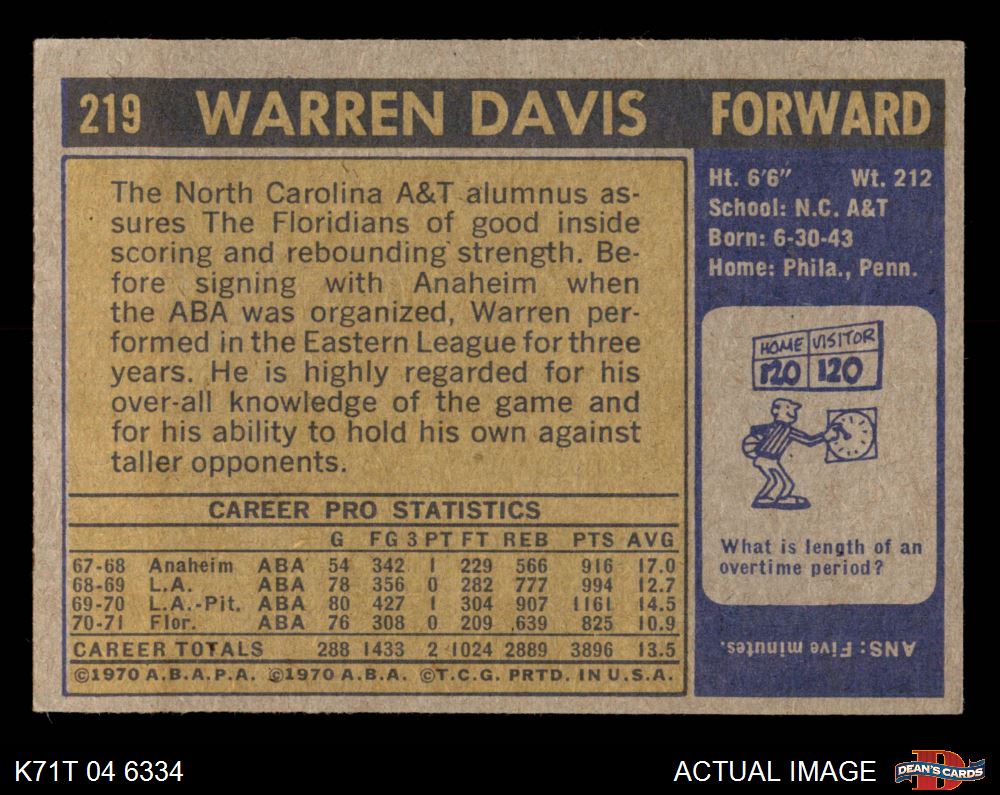 219 WARREN DAVIS FORWARD
The North Carolina A&T alumnus as-
sures The Floridians of good inside
scoring and rebounding strength. Be-
fore signing with Anaheim when
the ABA was organized, Warren per-
formed in the Eastern League for three
years. He is highly regarded for his
over-all knowledge of the game and
for his ability to hold his own against
taller opponents.
CAREER PRO STATISTICS
G FG 3 PT FT REB PTS AVG
67-68 Anaheim ABA 54 342 1 229 566 916 17.0
68-69 L.A. ABA 78 356 0 282 777 994 12.7
69-70 L.A.-Pit. ABA 80 427 1 304 907 1161 14.5
70-71 Flor. ABA 76 308 0 209 639 825 10.9
CAREER TOTALS 288 1433 2 1024 2889 3896 13.5
©1970 A.B.A.P.A. ©1970 A.B.A. ©T.C.G. PRTD. IN U.S.A.
Ht. 6'6" Wt. 212
School: N.C. A&T
Born: 6-30-43
Home: Phila., Penn.
HOME VISITOR
120 120
What is length of an
overtime period?
ANS: Five minutes.
K71T 04 6334
ACTUAL IMAGE
D
DEAN'S CARDS